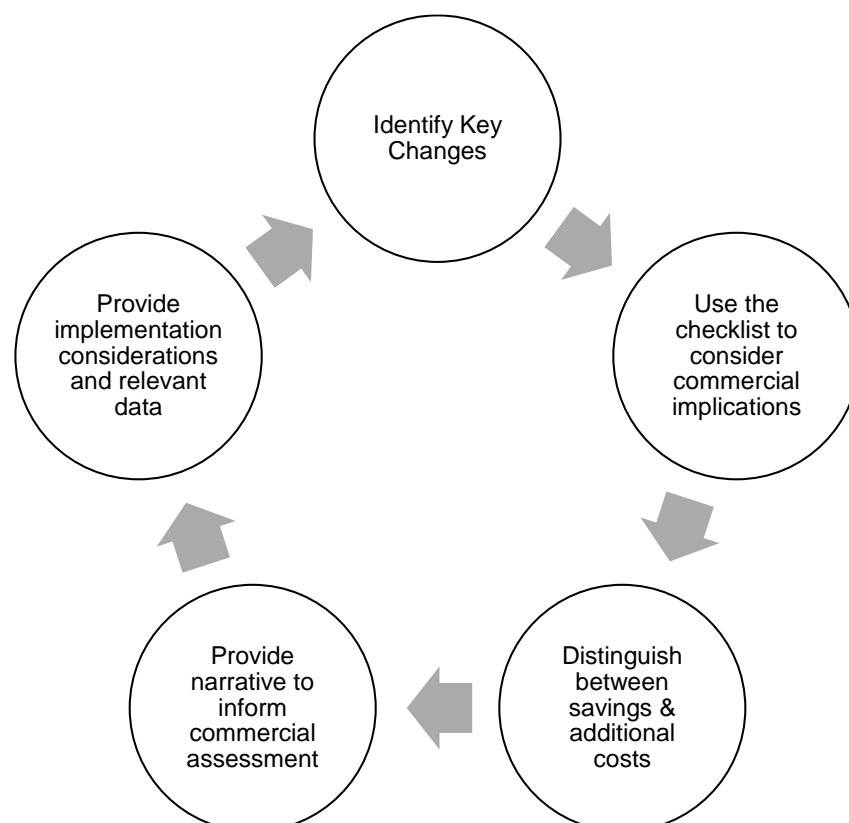 Identify Key
Changes
Use the
checklist to
consider
commercial
implications
Distinguish
between
savings &
additional
costs
Provide
narrative to
inform
commercial
assessment
Provide
implementation
considerations
and relevant
data